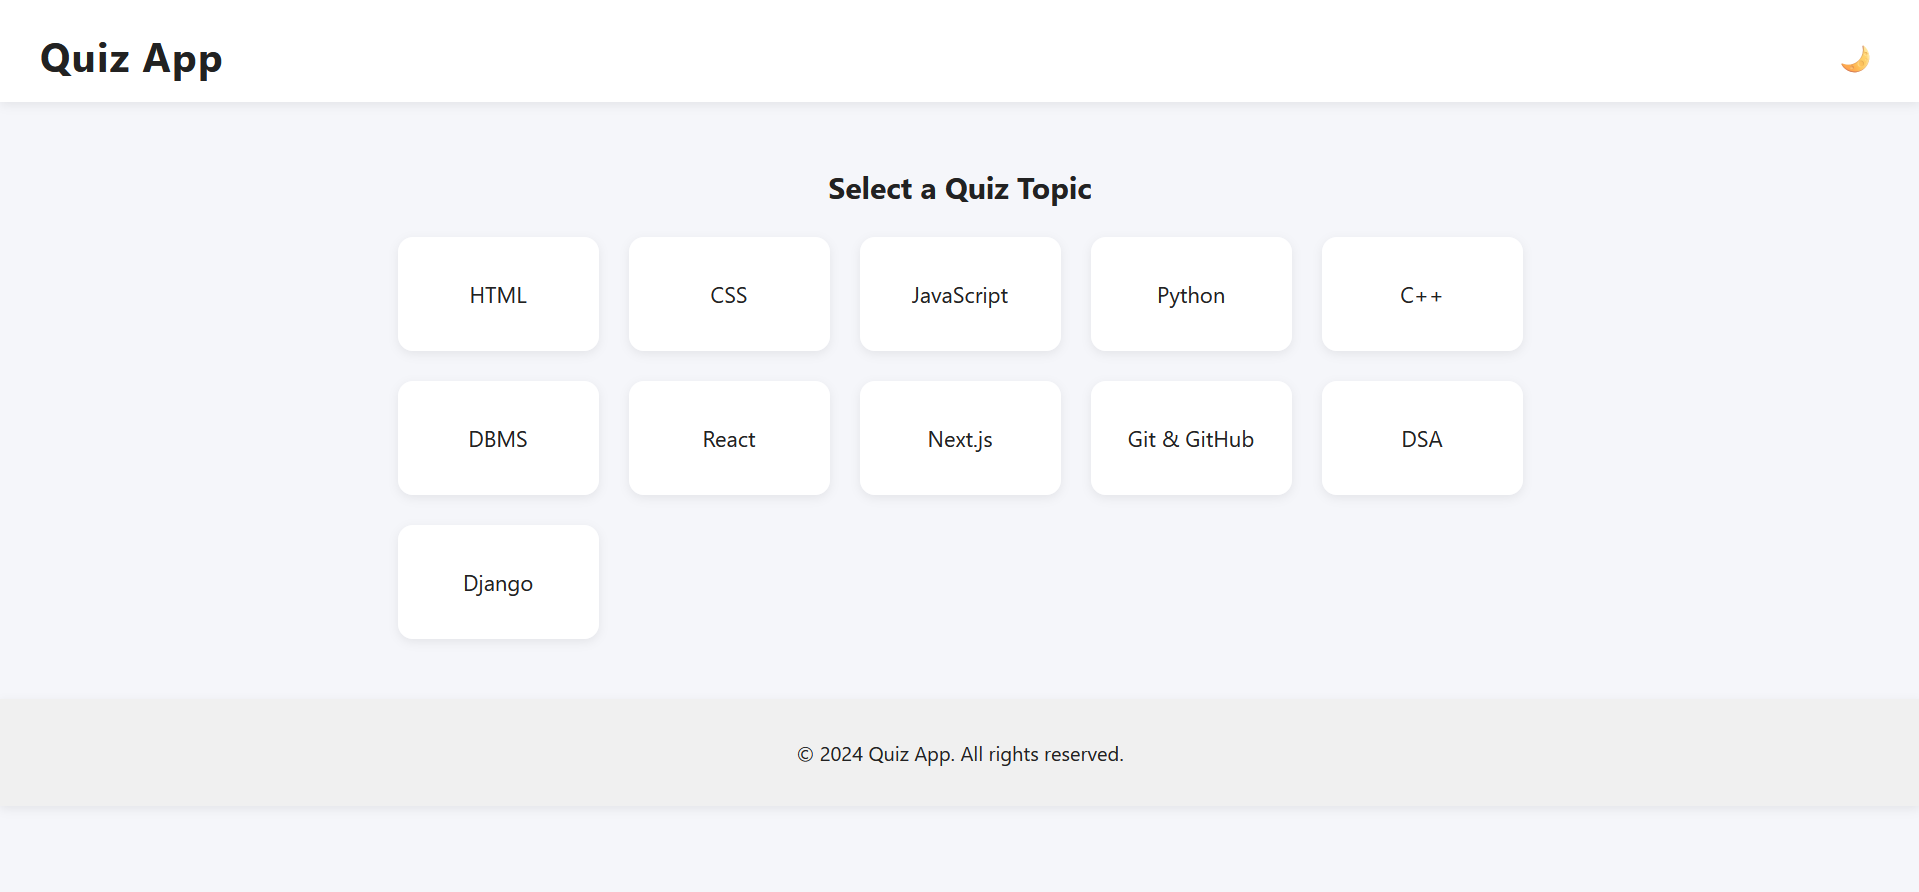 Quiz App
Select a Quiz Topic
HTML
CSS
JavaScript
Python
C++
DBMS
React
Next.js
Git & GitHub
DSA
Django
© 2024 Quiz App. All rights reserved.